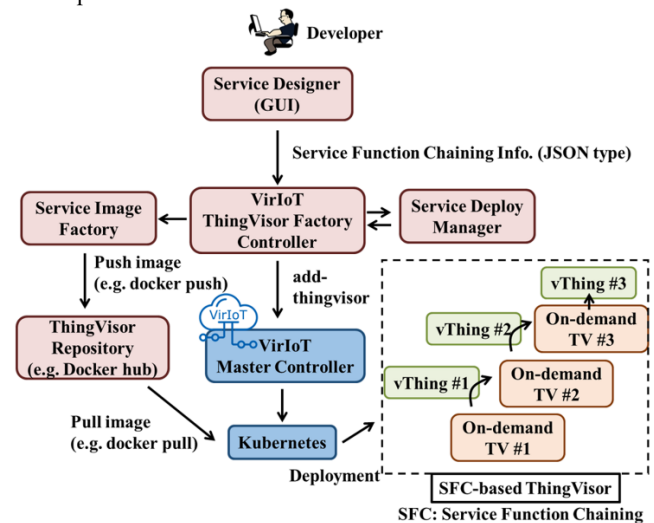 Developer
Service Designer
(GUI)
Service Function Chaining Info. (JSON type)
Service Image
Factory
VirIoT
ThingVisor Factory
Controller
Service Deploy
Manager
Push image
(e.g. docker push)
add-
thingvisor
vThing #3
VirIoT
ThingVisor
Repository
(e.g. Docker hub)
VirIoT
Master Controller
vThing #2
On-demand
TV #3
vThing #1
On-demand
TV #2
Pull image
(e.g. docker pull)
Kubernetes
On-demand
TV #1
Deployment
SFC-based ThingVisor
SFC: Service Function Chaining